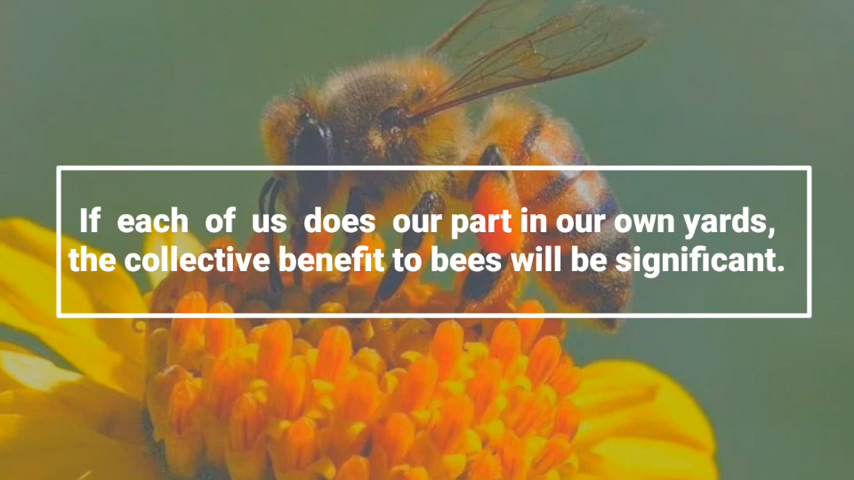 If each of us does our part in our own yards,
the collective benefit to bees will be significant.